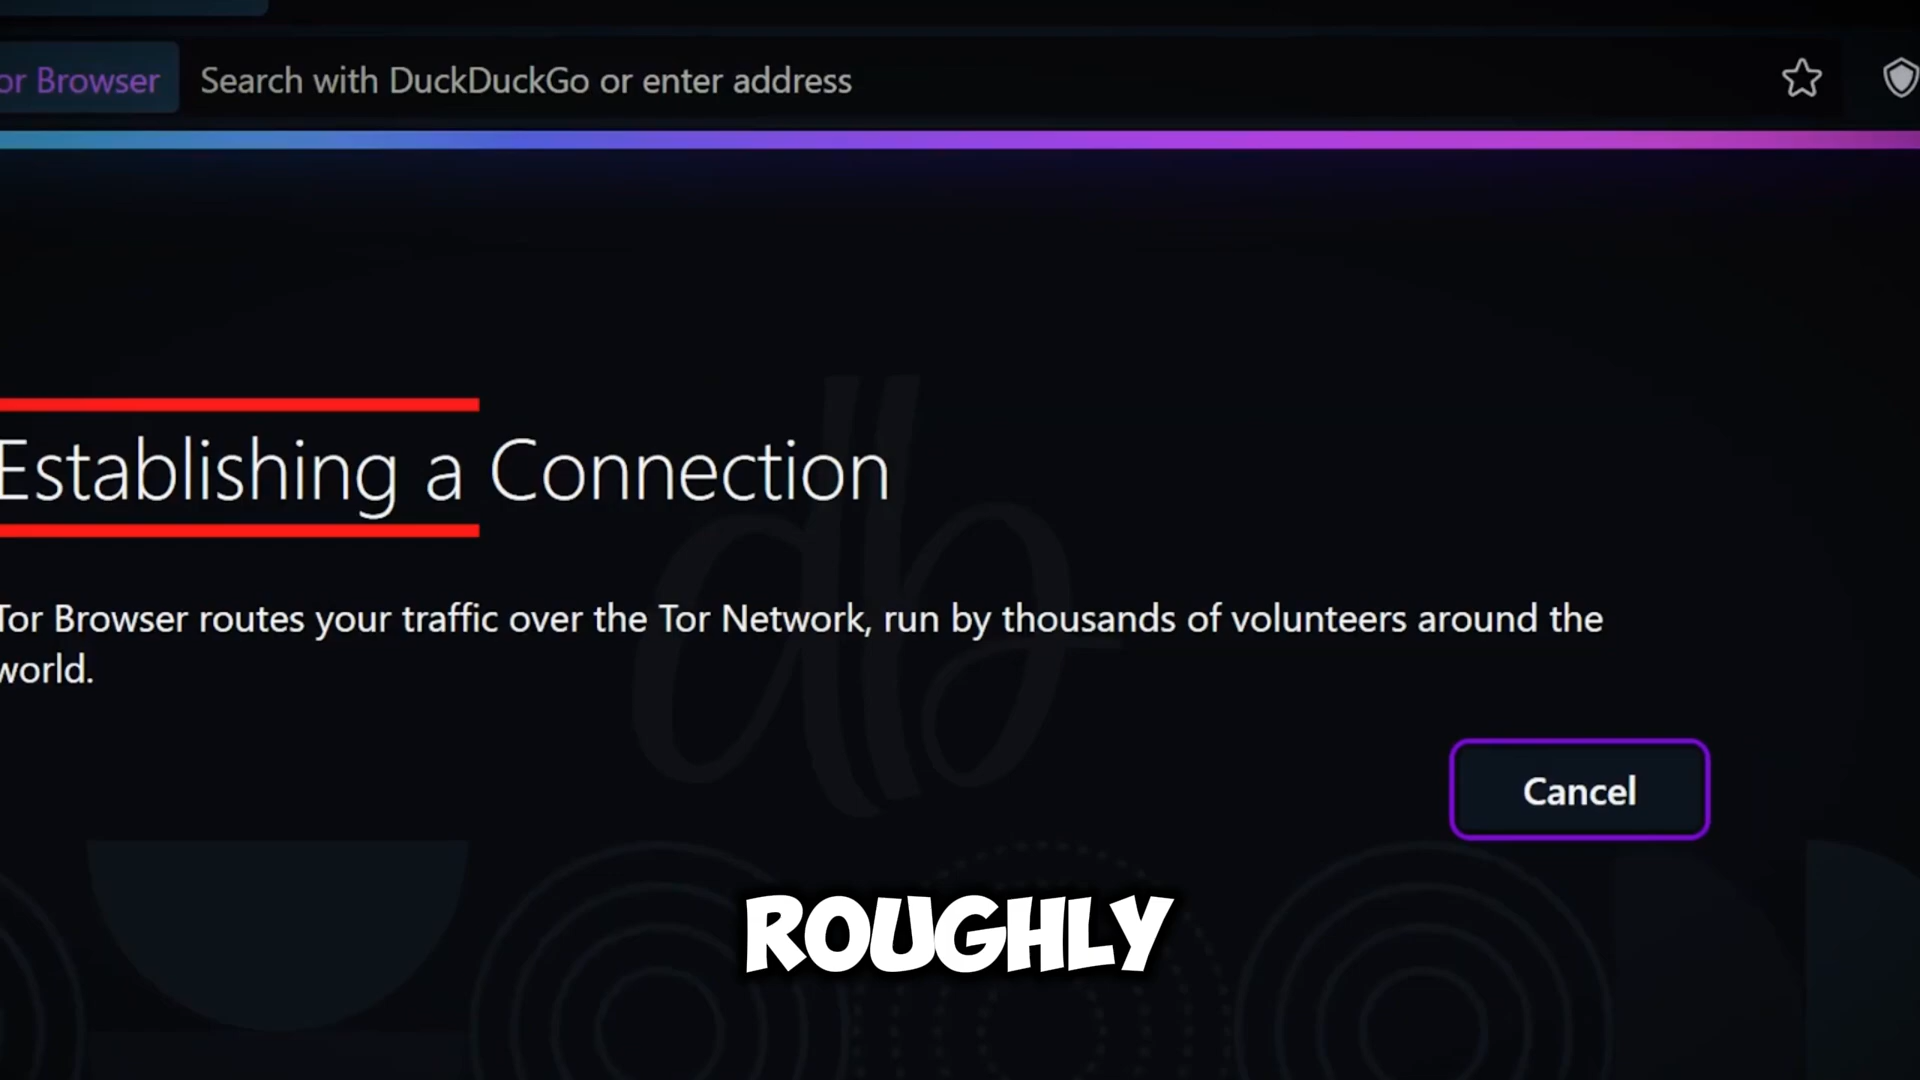 or Browser Search with DuckDuckGo or enter address
Establishing a Connection
Tor Browser routes your traffic over the Tor Network, run by thousands of volunteers around the
world.
Cancel
ROUGHLY
db